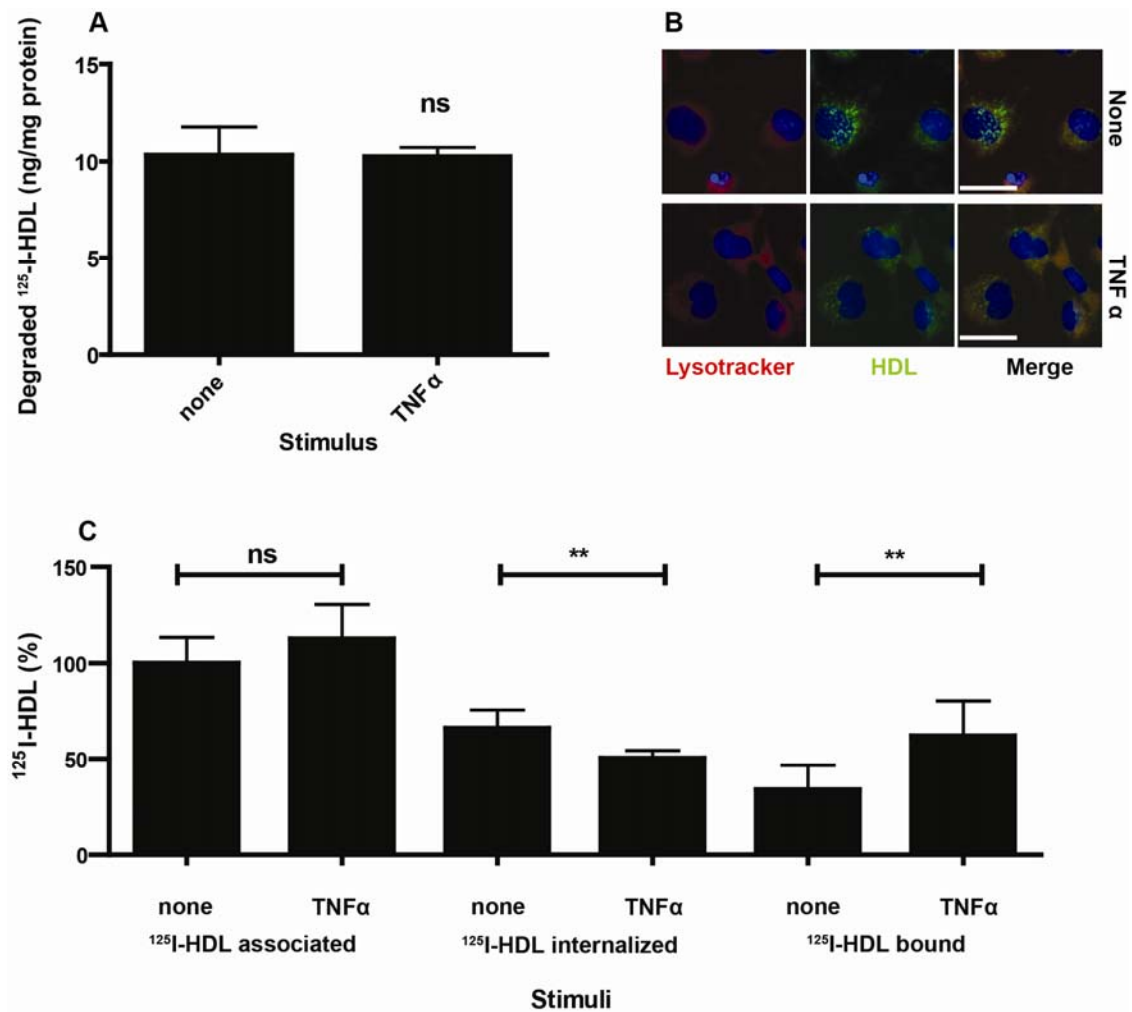 A
Degraded ¹²⁵-I-HDL (ng/mg protein)
15
10
5
0
ns
none
TNFα
Stimulus
B
None
TNFα
Lysotracker
HDL
Merge
C
¹²⁵I-HDL (%)
150
100
50
0
ns
**
**
none TNFα none TNFα none TNFα
¹²⁵I-HDL associated ¹²⁵I-HDL internalized ¹²⁵I-HDL bound
Stimuli